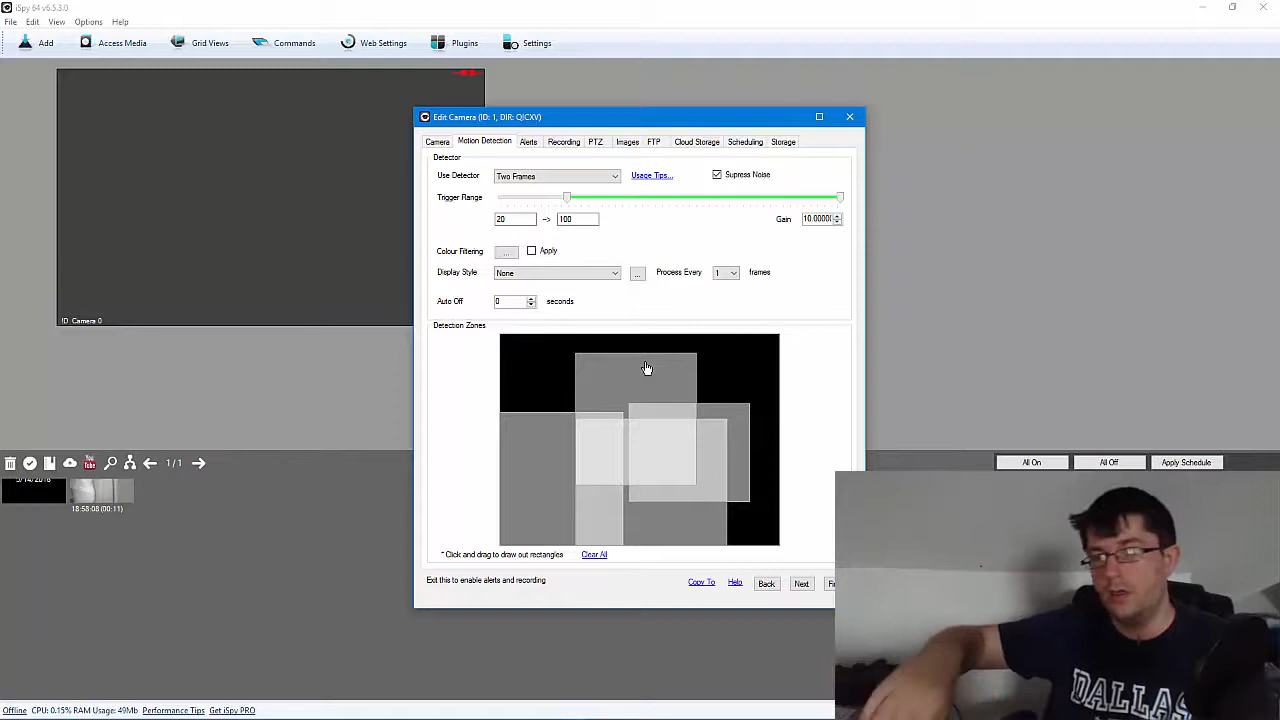 iSpy 64 v6.5.3.0
File Edit View Options Help
Add Access Media Grid Views Commands Web Settings Plugins Settings
Edit Camera (ID: 1, DIR: QICXV)
Camera Motion Detection Alerts Recording PTZ Images FTP Cloud Storage Scheduling Storage
Detector
Use Detector Two Frames Usage Tips... Supress Noise
Trigger Range
20 --> 100 Gain 10.0000
Colour Filtering ... Apply
Display Style None ... Process Every 1 frames
Auto Off 0 seconds
Detection Zones
!D Camera 0
* Click and drag to draw out rectangles Clear All
Exit this to enable alerts and recording
Copy To Help Back Next
You Tube 1/1
All On All Off Apply Schedule
5/14/2016
18:58:08 (00:11)
DALLAS
Offline CPU: 0.15% RAM Usage: 49Mb Performance Tips Get iSpy PRO